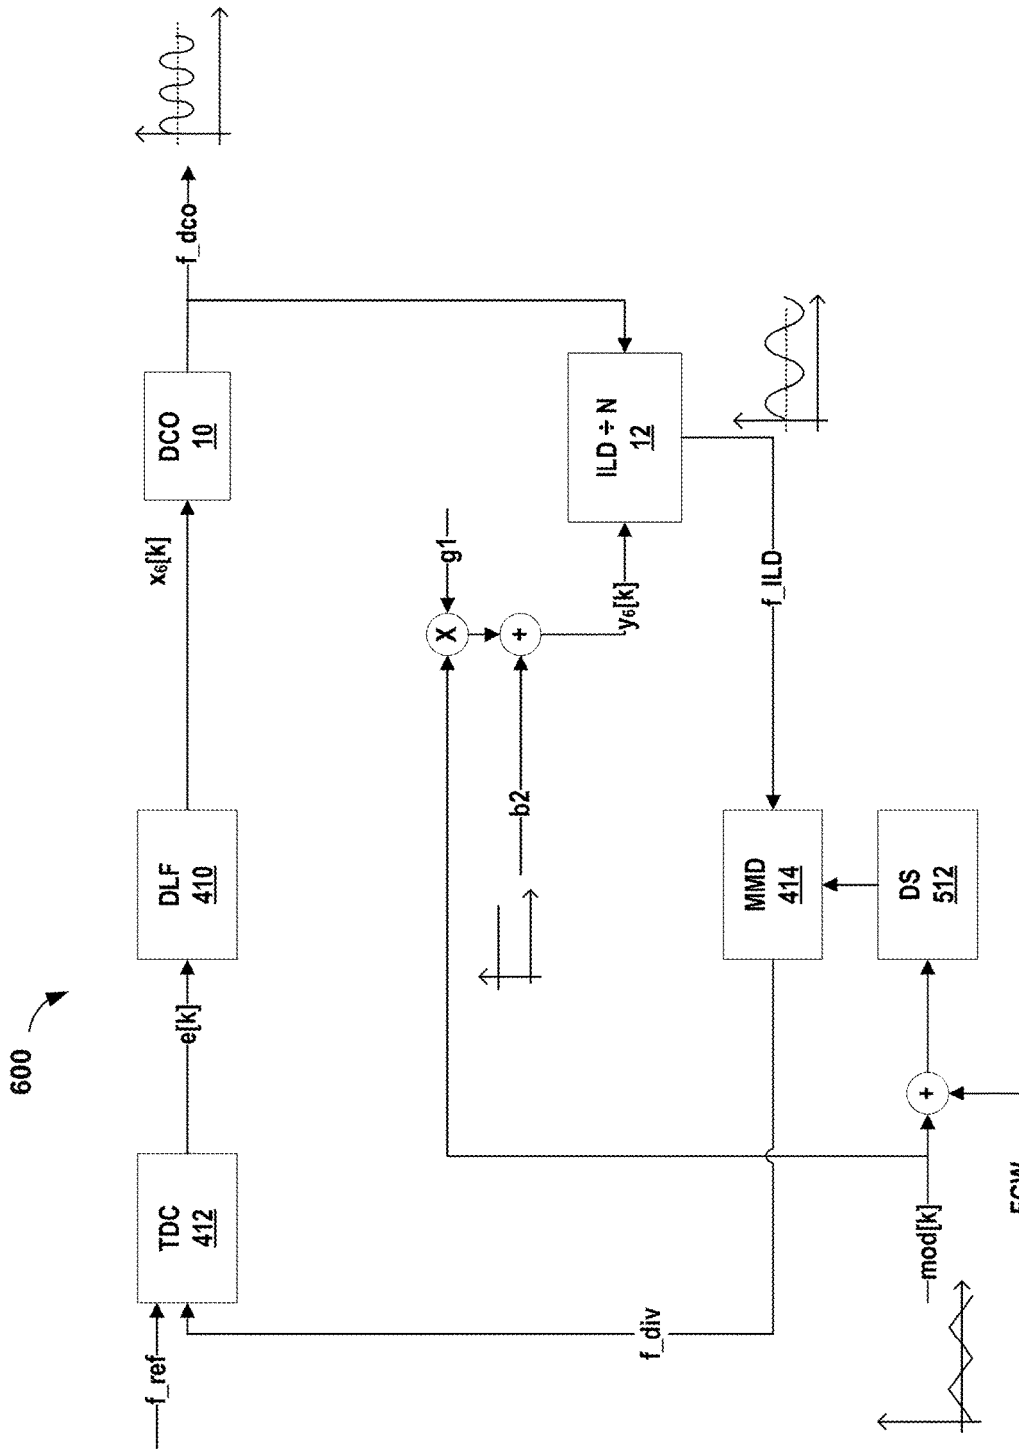 600
f_ref
TDC
412
e[k]
DLF
410
x₆[k]
DCO
10
f_dco
g1
X
+
b2
y₆[k]
ILD ÷ N
12
f_ILD
MMD
414
f_div
DS
512
+
mod[k]